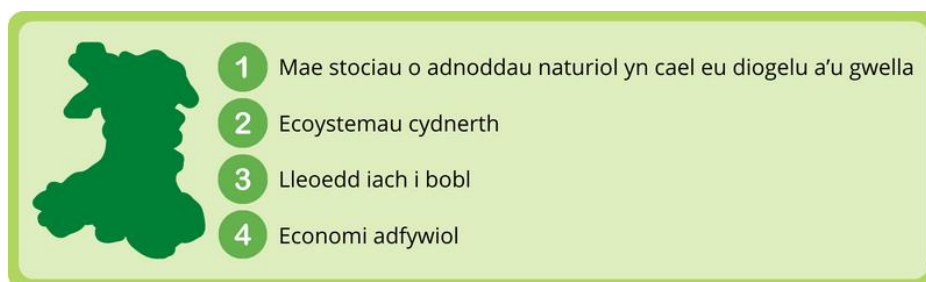 1 Mae stociau o adnoddau naturiol yn cael eu diogelu a'u gwella
2 Ecoystemau cydnerth
3 Lleoedd iach i bobl
4 Economi adfywiol